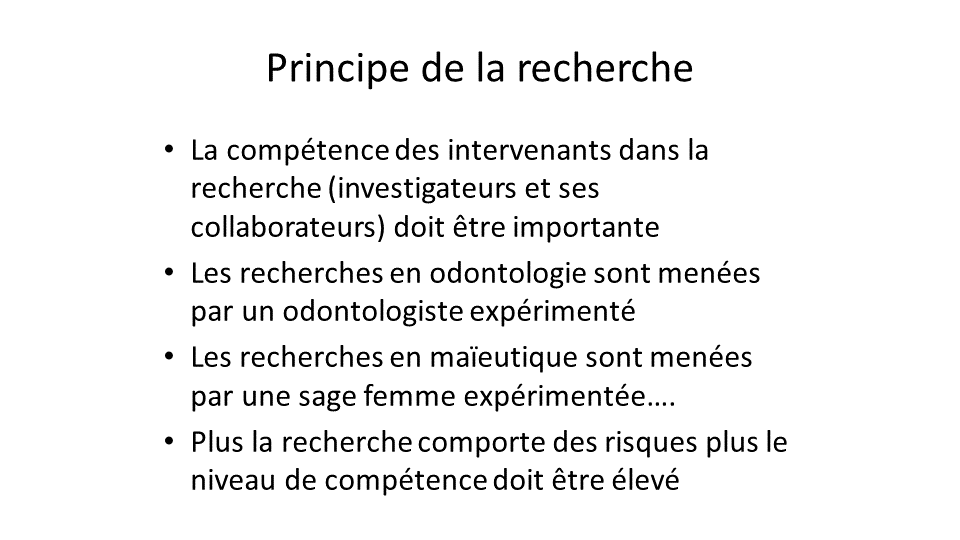 Principe de la recherche
• La compétence des intervenants dans la
recherche (investigateurs et ses
collaborateurs) doit être importante
• Les recherches en odontologie sont menées
par un odontologiste expérimenté
• Les recherches en maïeutique sont menées
par une sage femme expérimentée….
• Plus la recherche comporte des risques plus le
niveau de compétence doit être élevé